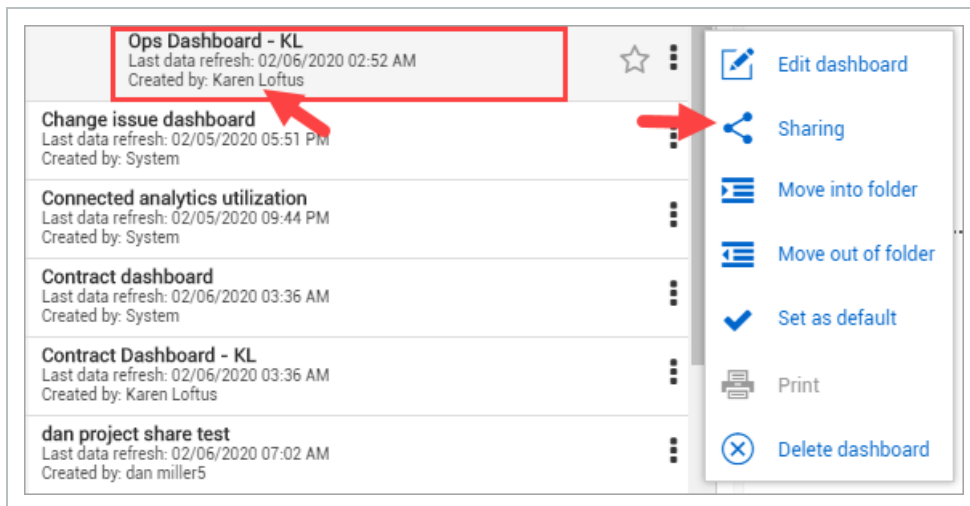 Ops Dashboard - KL
Last data refresh: 02/06/2020 02:52 AM
Created by: Karen Loftus
Change issue dashboard
Last data refresh: 02/05/2020 05:51 PM
Created by: System
Connected analytics utilization
Last data refresh: 02/05/2020 09:44 PM
Created by: System
Contract dashboard
Last data refresh: 02/06/2020 03:36 AM
Created by: System
Contract Dashboard - KL
Last data refresh: 02/06/2020 03:36 AM
Created by: Karen Loftus
dan project share test
Last data refresh: 02/06/2020 07:02 AM
Created by: dan miller5
Edit dashboard
Sharing
Move into folder
Move out of folder
Set as default
Print
Delete dashboard